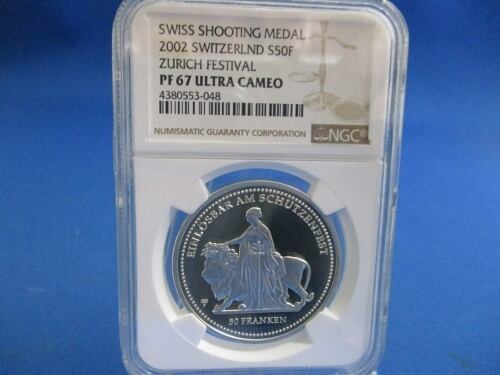 SWISS SHOOTING MEDAL
2002 SWITZERLND S50F
ZURICH FESTIVAL
PF 67 ULTRA CAMEO
4380553-048
NUMISMATIC GUARANTY CORPORATION
NGC®
EINLÖSBAR AM SCHÜTZENFEST
50 FRANKEN